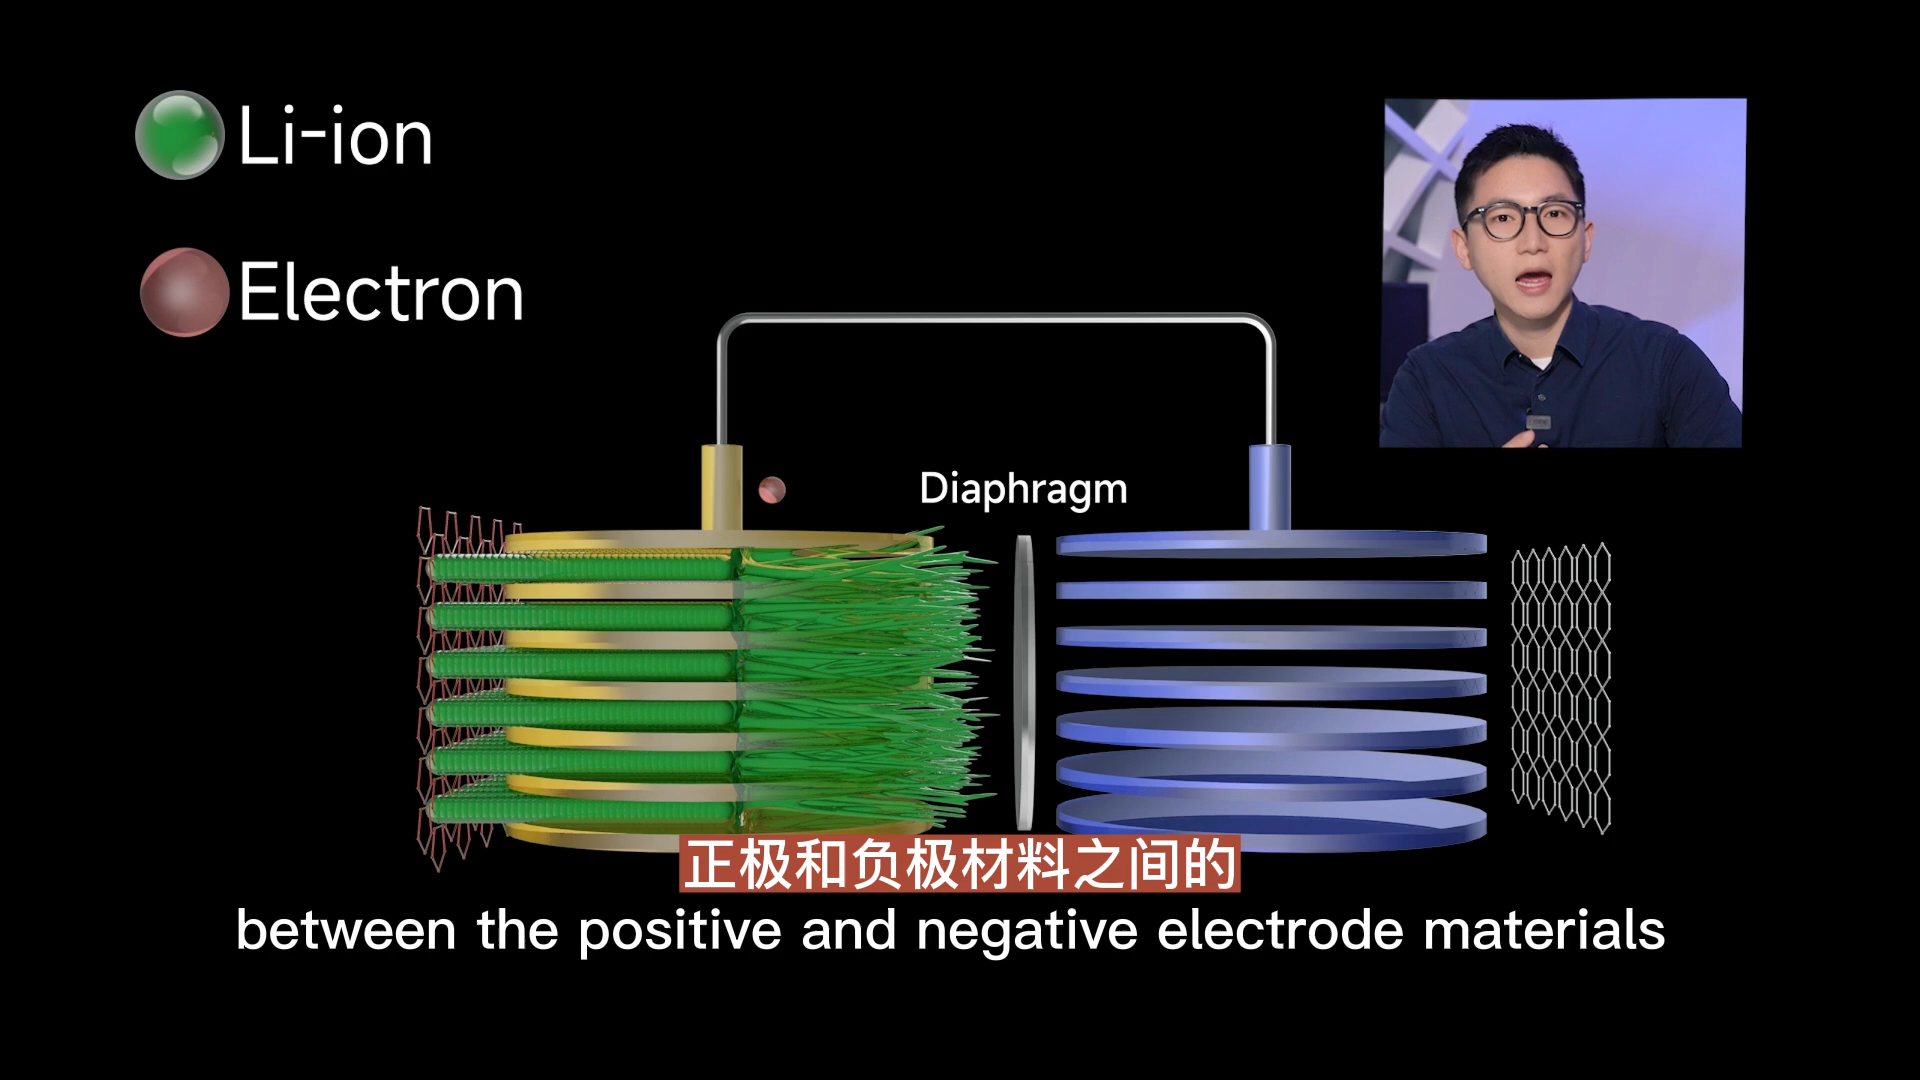 Li-ion
Electron
Diaphragm
正极和负极材料之间的
between the positive and negative electrode materials